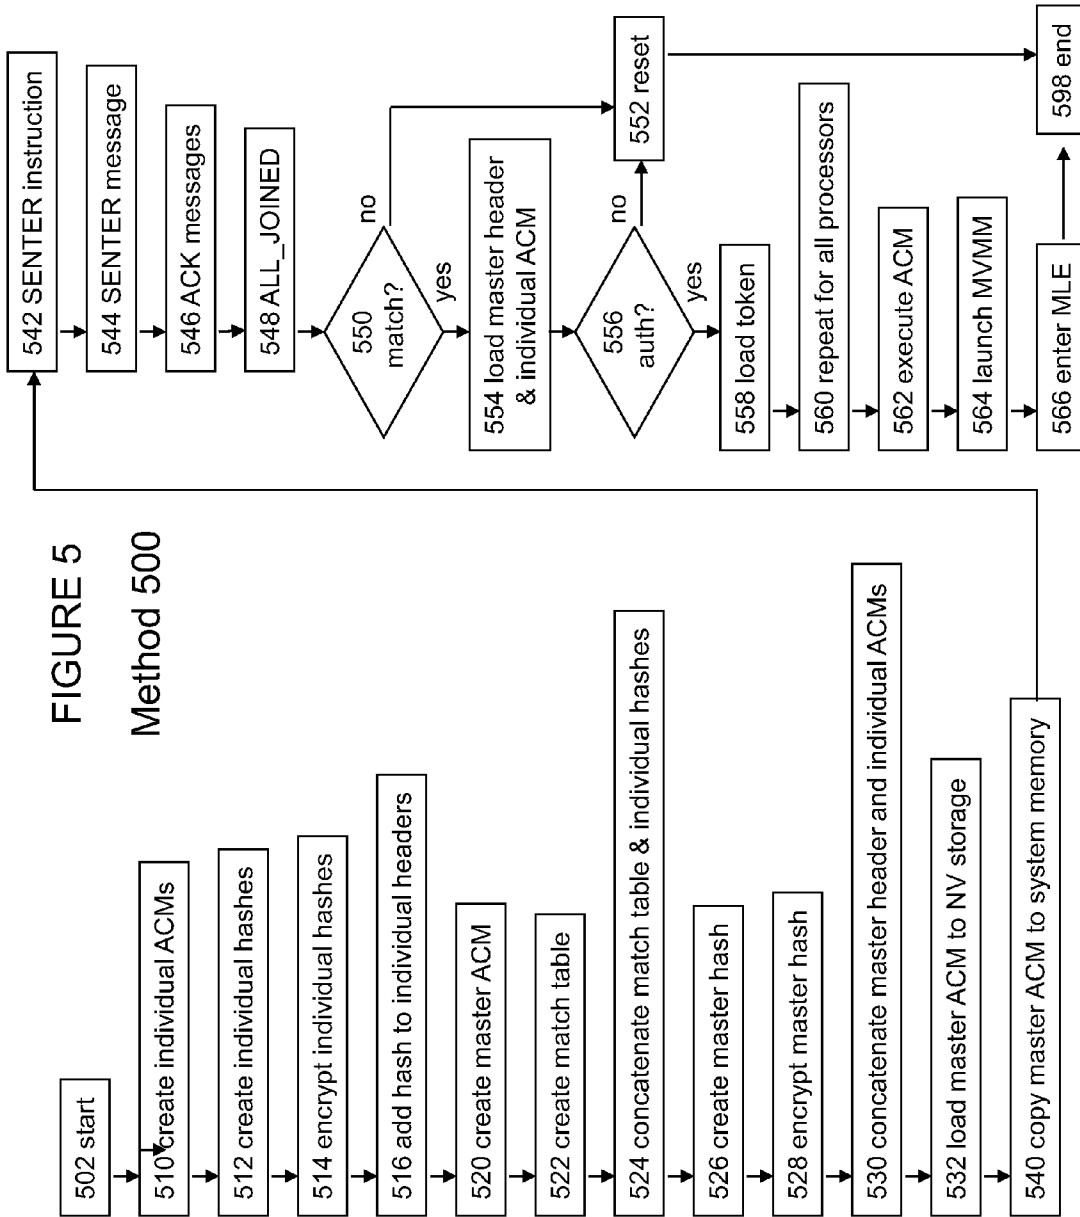 FIGURE 5
Method 500
502 start
510 create individual ACMs
512 create individual hashes
514 encrypt individual hashes
516 add hash to individual headers
520 create master ACM
522 create match table
524 concatenate match table & individual hashes
526 create master hash
528 encrypt master hash
530 concatenate master header and individual ACMs
532 load master ACM to NV storage
540 copy master ACM to system memory
542 SENTER instruction
544 SENTER message
546 ACK messages
548 ALL_JOINED
550
match?
no
yes
552 reset
554 load master header
& individual ACM
556
auth?
no
yes
558 load token
560 repeat for all processors
562 execute ACM
564 launch MVMM
566 enter MLE
598 end